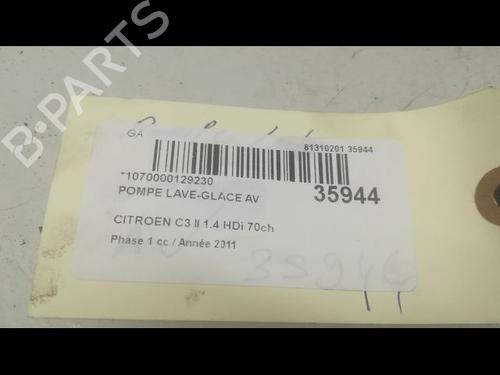 B-PARTS
GA
81310201 35944
*1070000129230
35944
POMPE LAVE-GLACE AV
CITROEN C3 II 1.4 HDi 70ch
Phase 1 cc / Année 2011